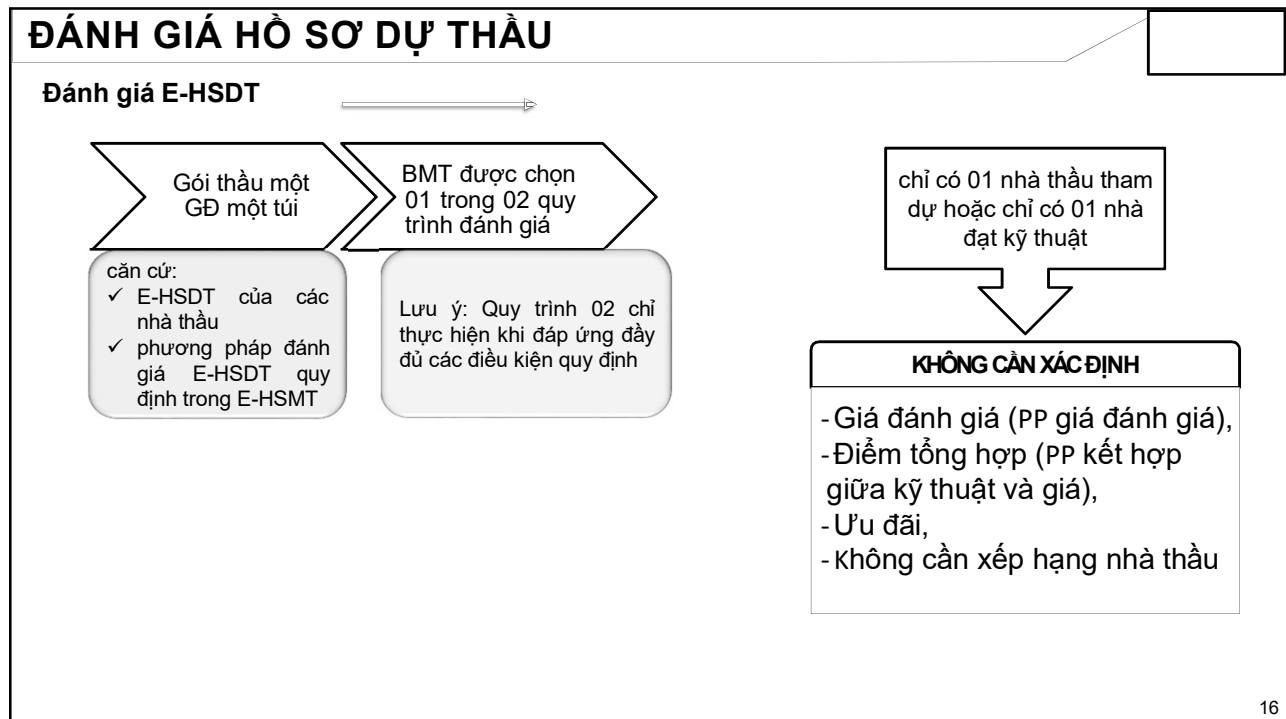 ĐÁNH GIÁ HỒ SƠ DỰ THẦU
Đánh giá E-HSDT
Gói thầu một
GĐ một túi
BMT được chọn
01 trong 02 quy
trình đánh giá
căn cứ:
✓ E-HSDT của các
nhà thầu
✓ phương pháp đánh
giá E-HSDT quy
định trong E-HSMT
Lưu ý: Quy trình 02 chỉ
thực hiện khi đáp ứng đầy
đủ các điều kiện quy định
chỉ có 01 nhà thầu tham
dự hoặc chỉ có 01 nhà
đạt kỹ thuật
KHÔNG CẦN XÁC ĐỊNH
- Giá đánh giá (PP giá đánh giá),
- Điểm tổng hợp (PP kết hợp
giữa kỹ thuật và giá),
- Ưu đãi,
- Không cần xếp hạng nhà thầu
16